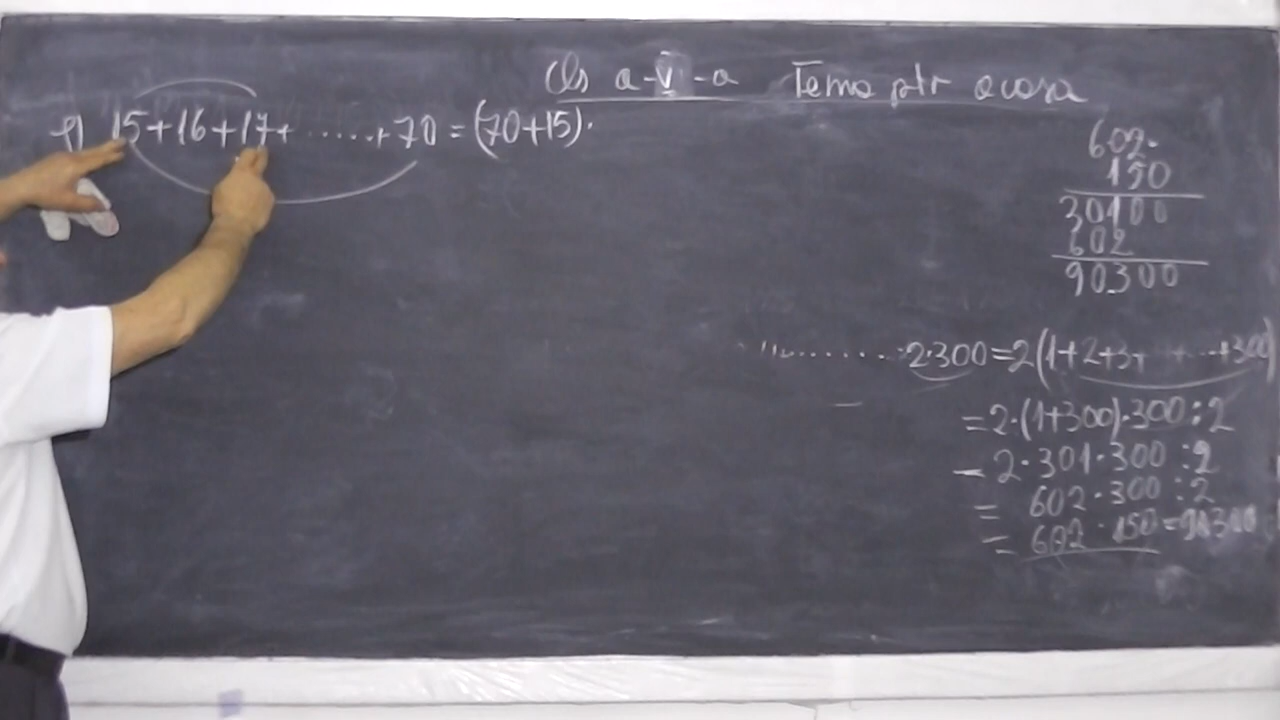 Cls a-V-a Tema ptr acasa
f) 15+16+17+ ......+70 = (70+15)·
602·
150
30100
602
90300
.........2·300=2(1+2+3+ ...+300)
=2·(1+300)·300:2
= 2·301·300 :2
= 602·300 :2
= 602·150=90300